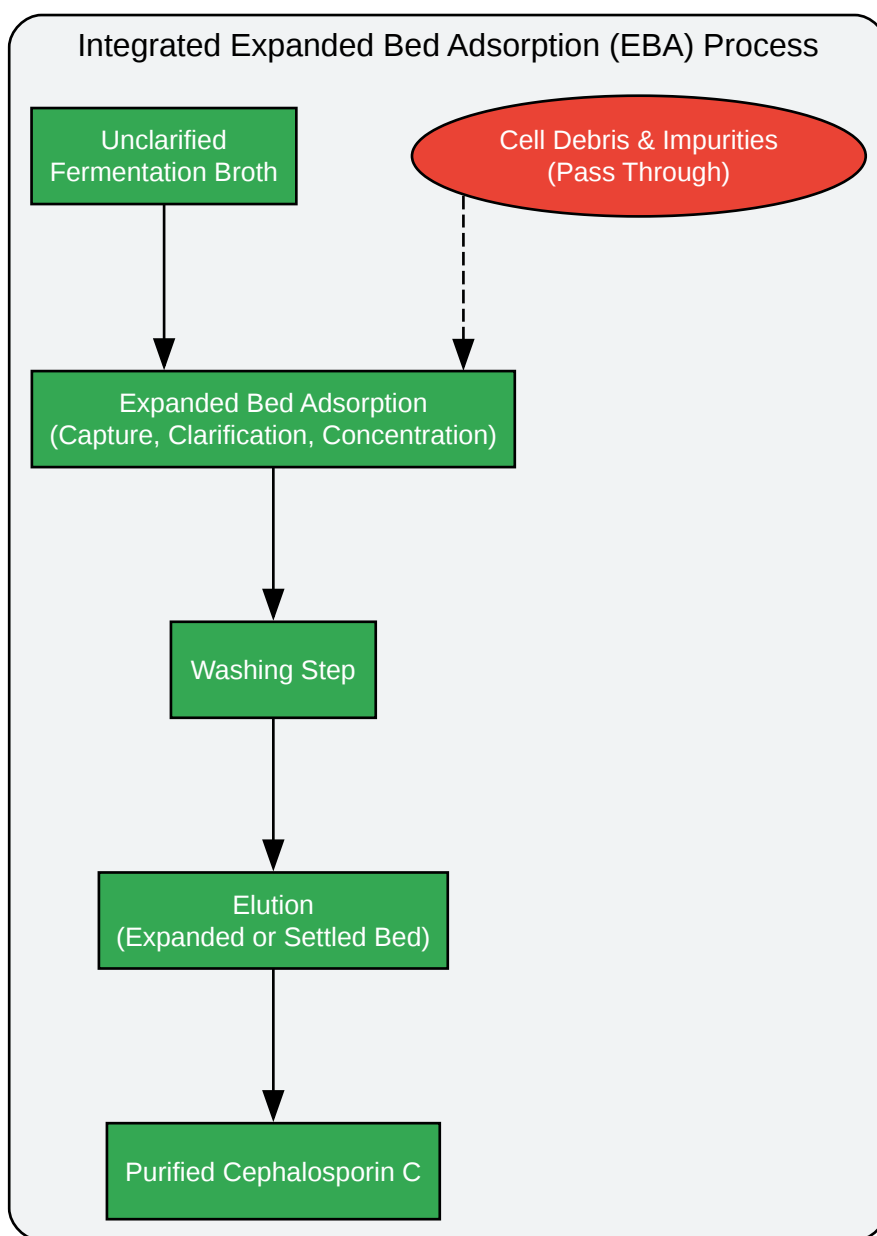 Integrated Expanded Bed Adsorption (EBA) Process
Unclarified
Fermentation Broth
Cell Debris & Impurities
(Pass Through)
Expanded Bed Adsorption
(Capture, Clarification, Concentration)
Washing Step
Elution
(Expanded or Settled Bed)
Purified Cephalosporin C